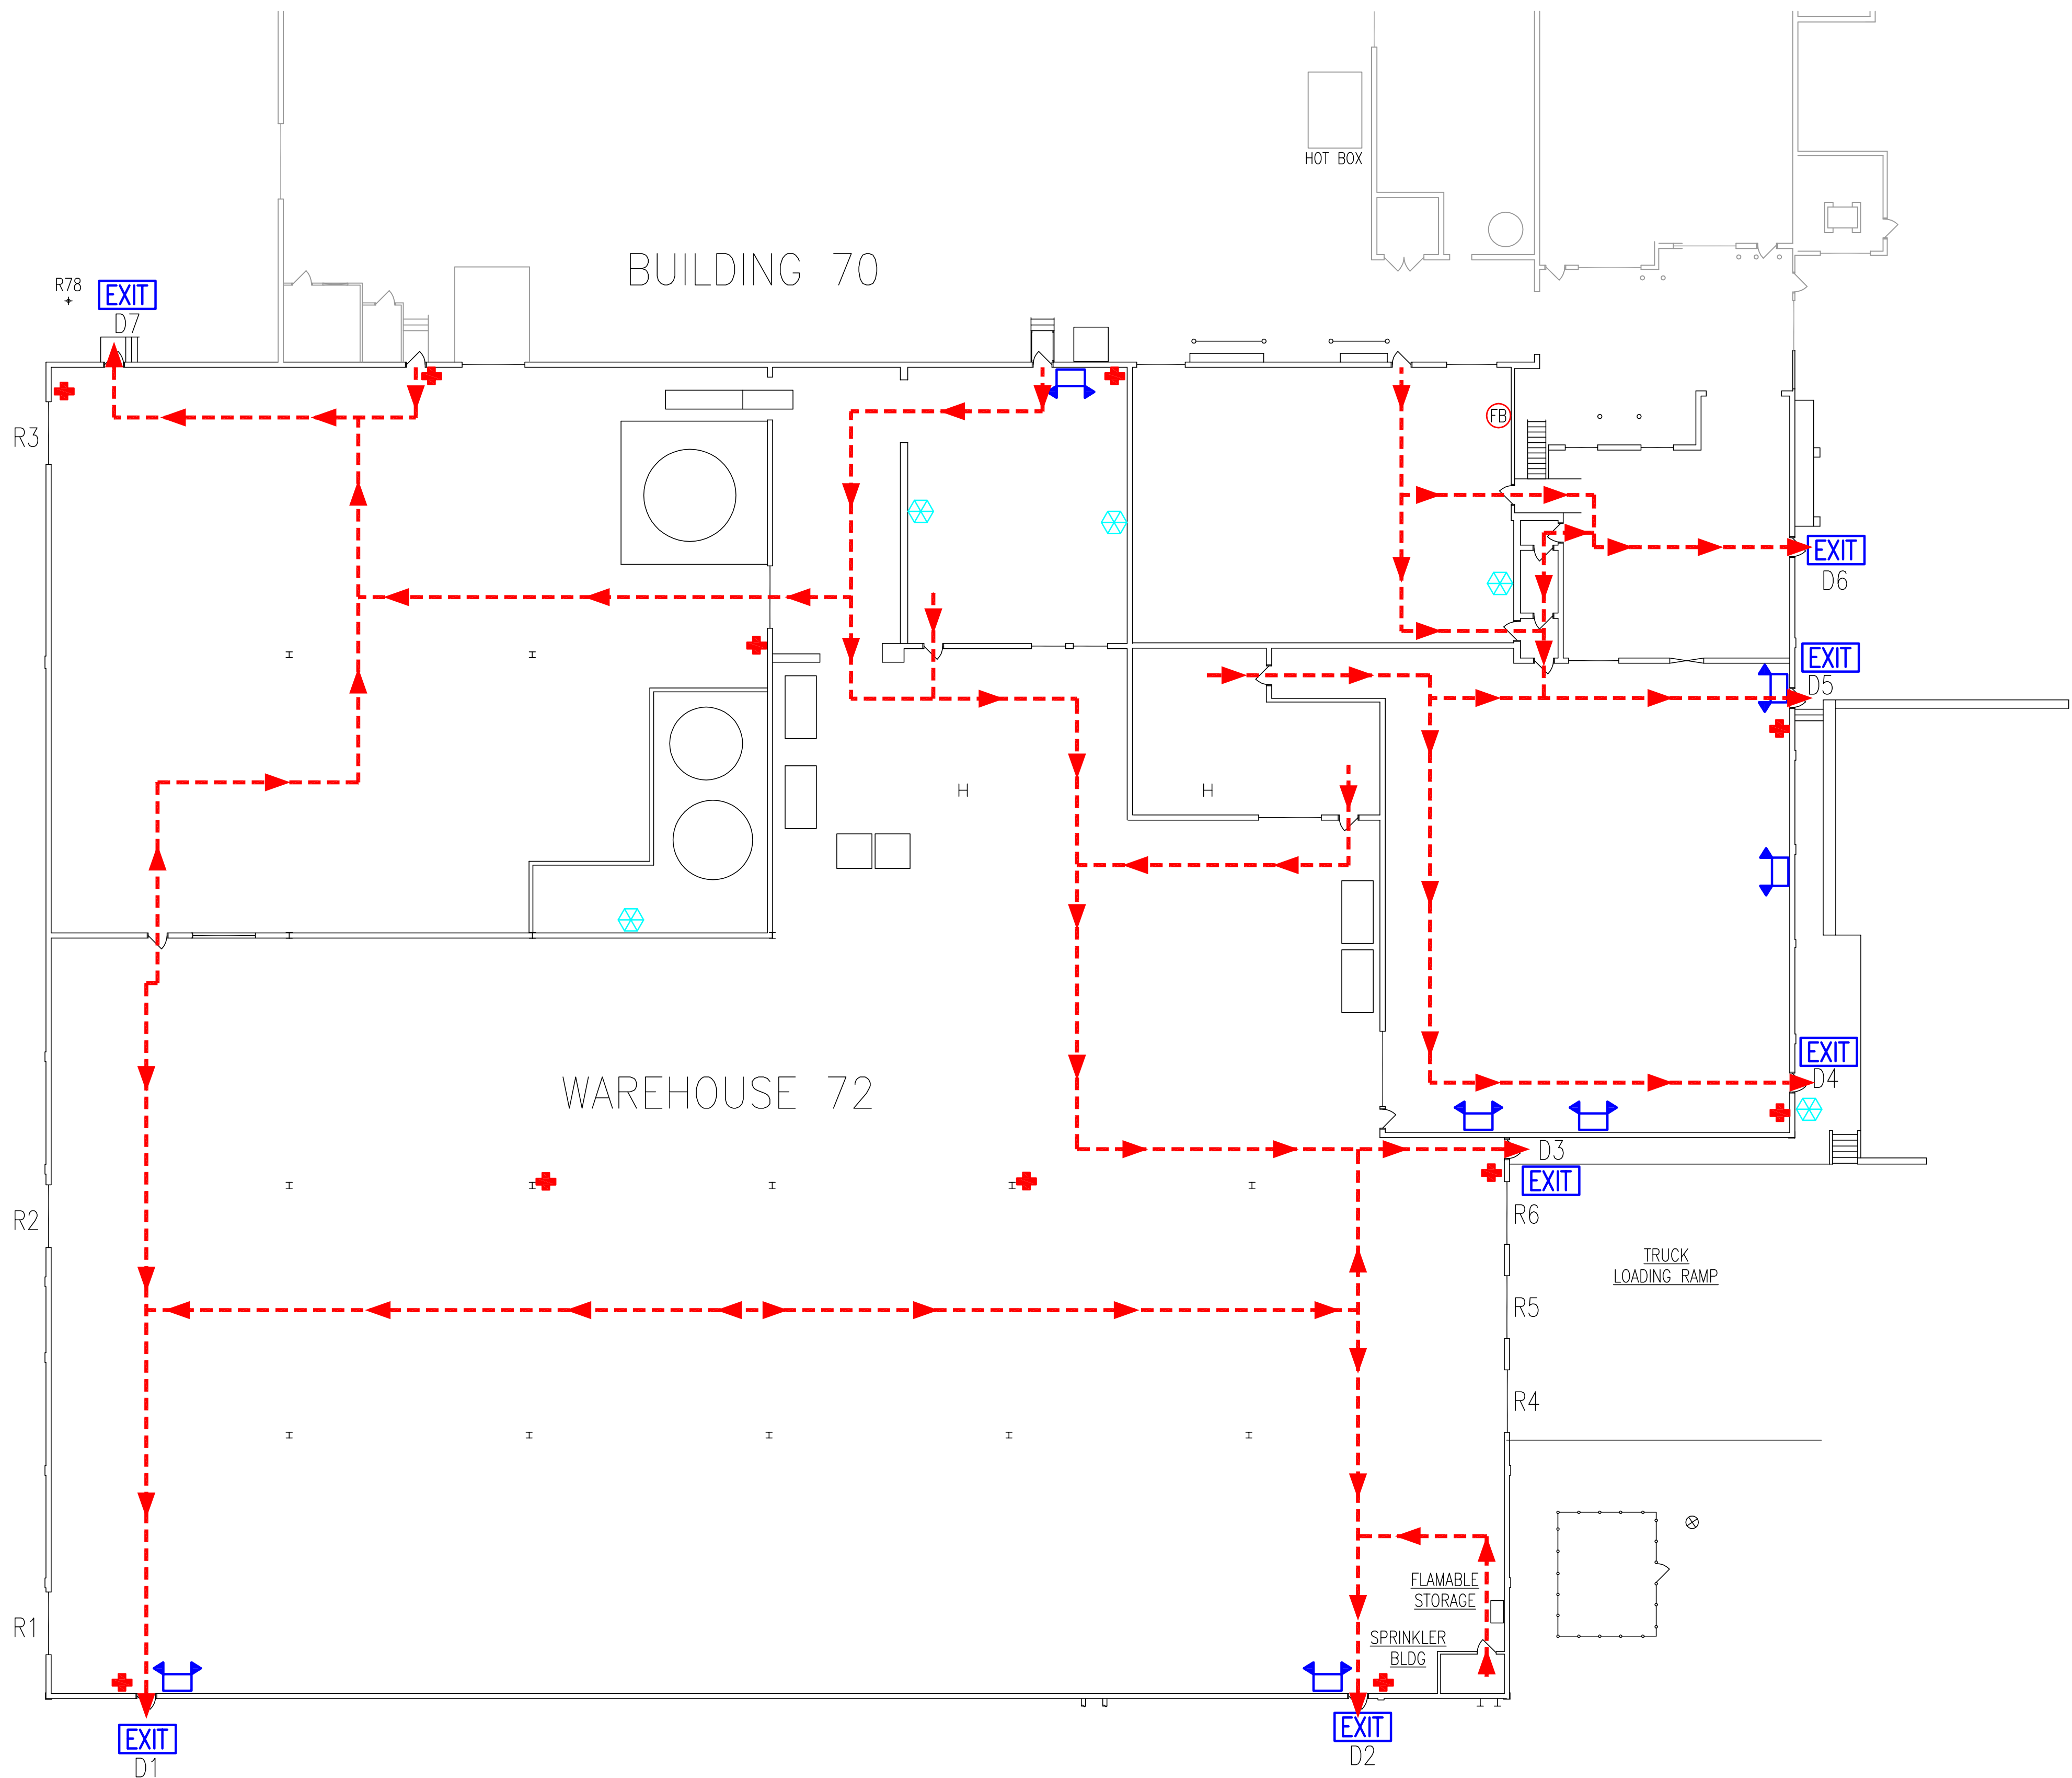 HOT BOX
BUILDING 70
R78
EXIT
D7
FB
R3
EXIT
D6
EXIT
D5
H
H
WAREHOUSE 72
EXIT
D4
D3
EXIT
R6
R2
TRUCK
LOADING RAMP
R5
R4
FLAMABLE
STORAGE
R1
SPRINKLER
BLDG
EXIT
D1
EXIT
D2